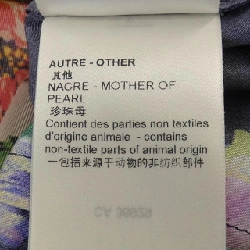 AUTRE - OTHER
其他
NACRE - MOTHER OF
PEARL
珍珠母
Contient des parties non textiles
d'origine animale - contains
non-textile parts of animal origin
一包括来源于动物的非纺织部件